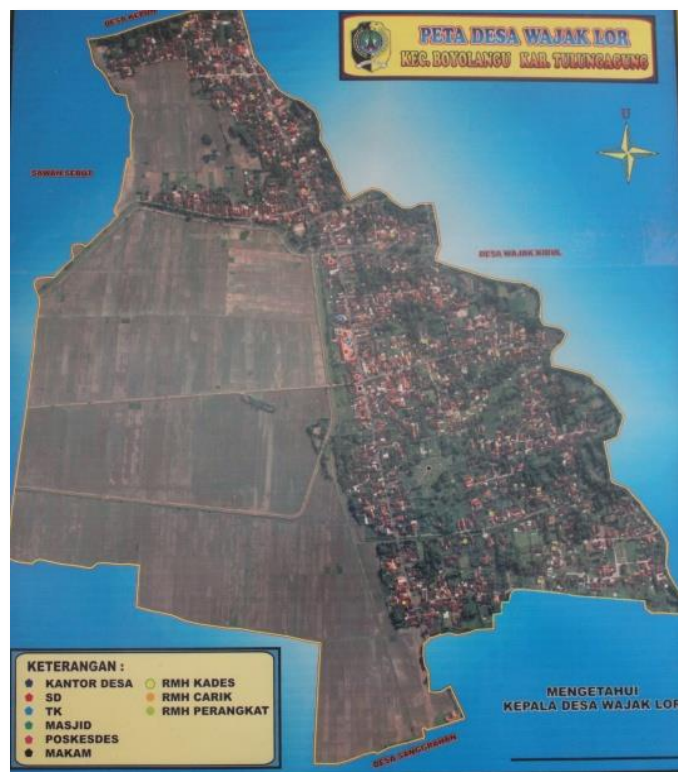 PETA DESA WAJAK LOR
KEC. BOYOLANGU KAB. TULUNGAGUNG
U
DESA
SAWAH SEBUT
DESA WAJAK KIDUL
DESA SANGGRAHAN
MENGETAHUI
KEPALA DESA WAJAK LOR
KETERANGAN :
KANTOR DESA
SD
TK
MASJID
POSKESDES
MAKAM
RMH KADES
RMH CARIK
RMH PERANGKAT